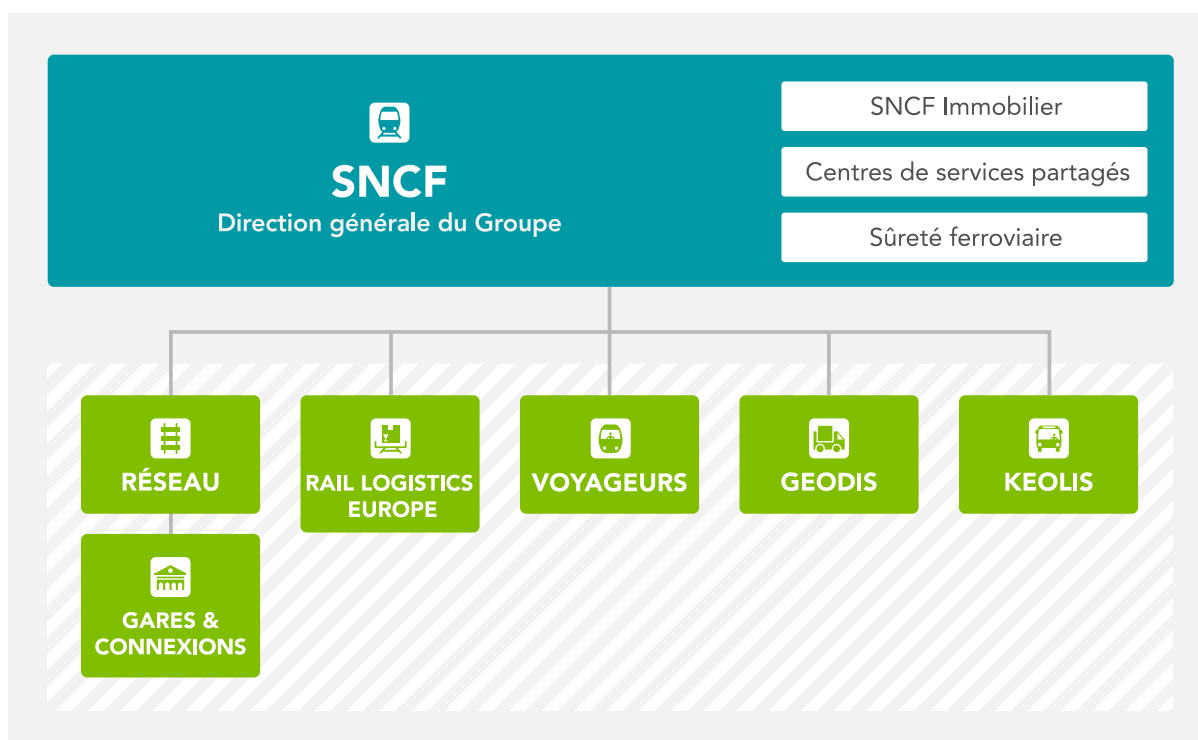 SNCF
Direction générale du Groupe
SNCF Immobilier
Centres de services partagés
Sûreté ferroviaire
RÉSEAU
RAIL LOGISTICS
EUROPE
VOYAGEURS
GEODIS
KEOLIS
GARES &
CONNEXIONS